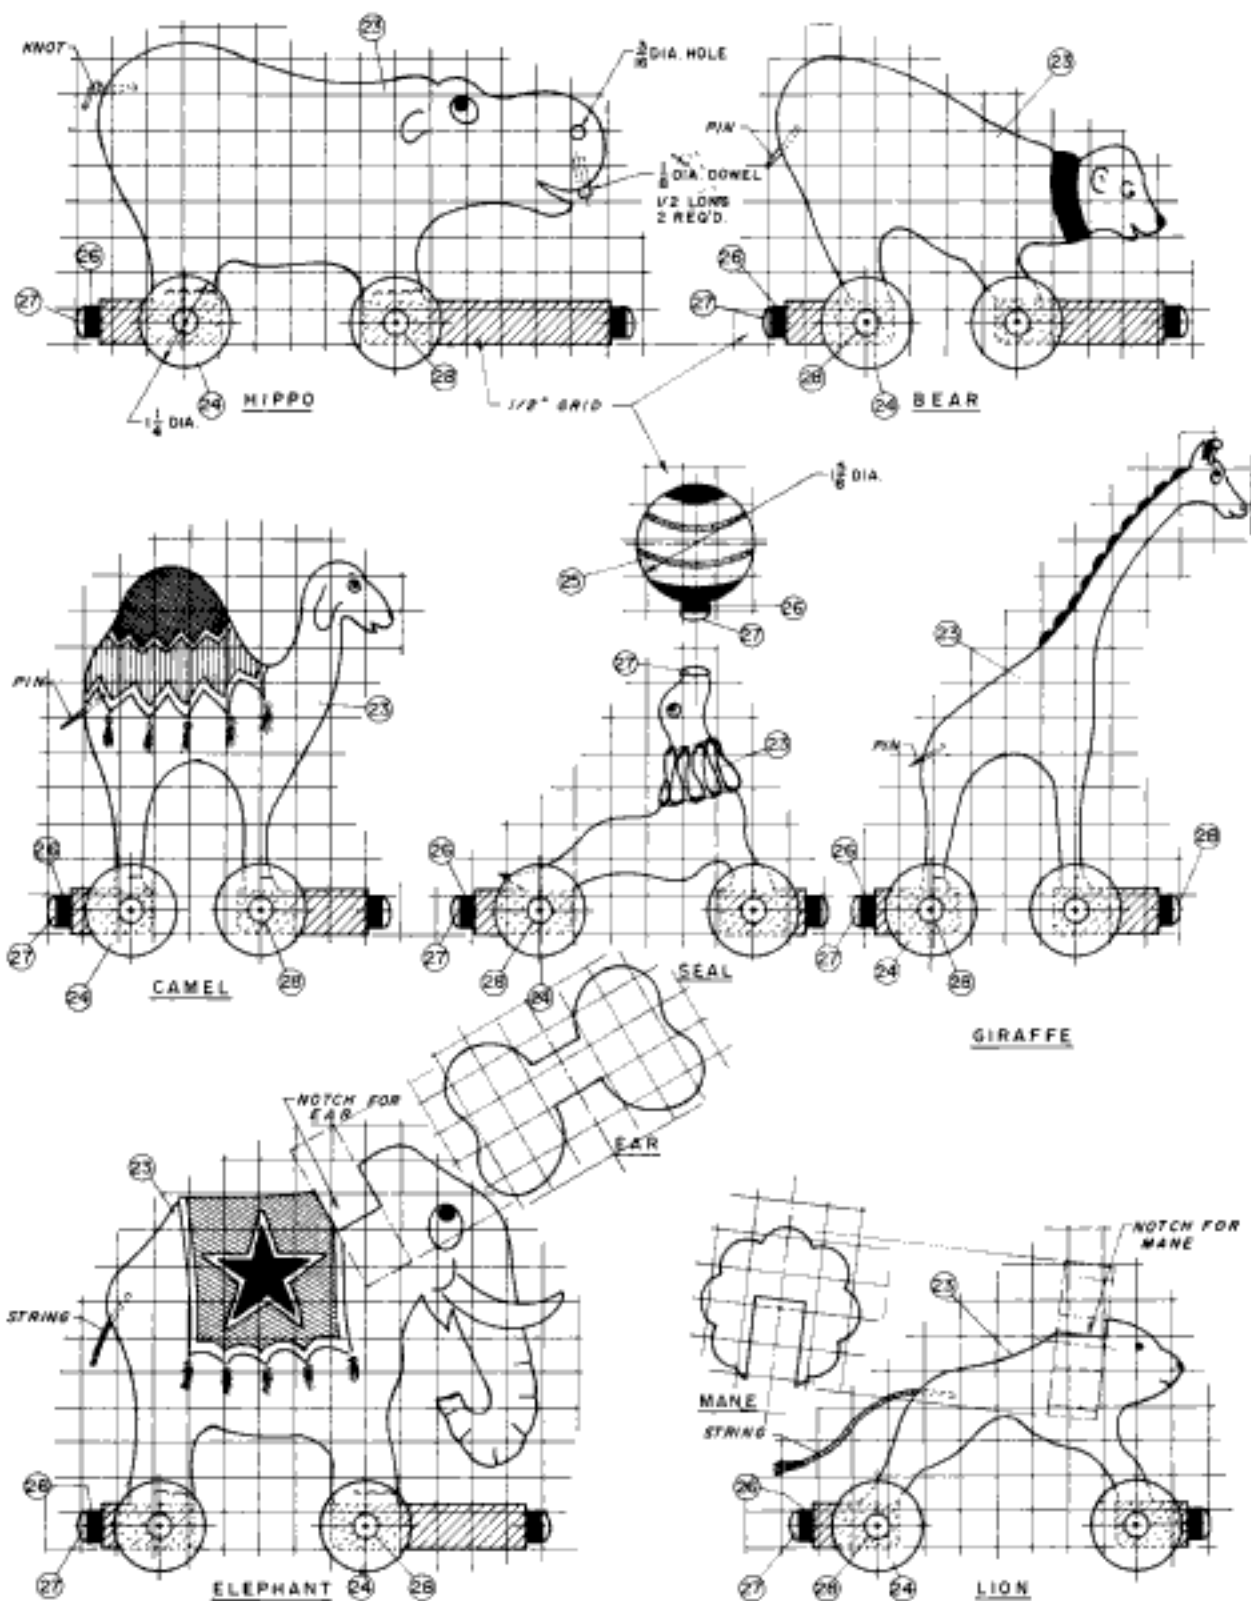 23
KNOT
3/16 DIA. HOLE
23
PIN
1/8 DIA. DOWEL
1/2 LONG
2 REQ'D.
26
27
26
27
28
28
24
HIPPO
1/2" GRID
24
BEAR
1 1/4 DIA.
1 3/8 DIA.
25
26
27
27
23
PIN
23
23
PIN
26
26
26
28
27
27
27
24
28
28
24
24
28
CAMEL
SEAL
GIRAFFE
NOTCH FOR
EAR
EAR
23
NOTCH FOR
MANE
23
STRING
MANE
STRING
26
26
27
ELEPHANT
24
27
28
24
LION